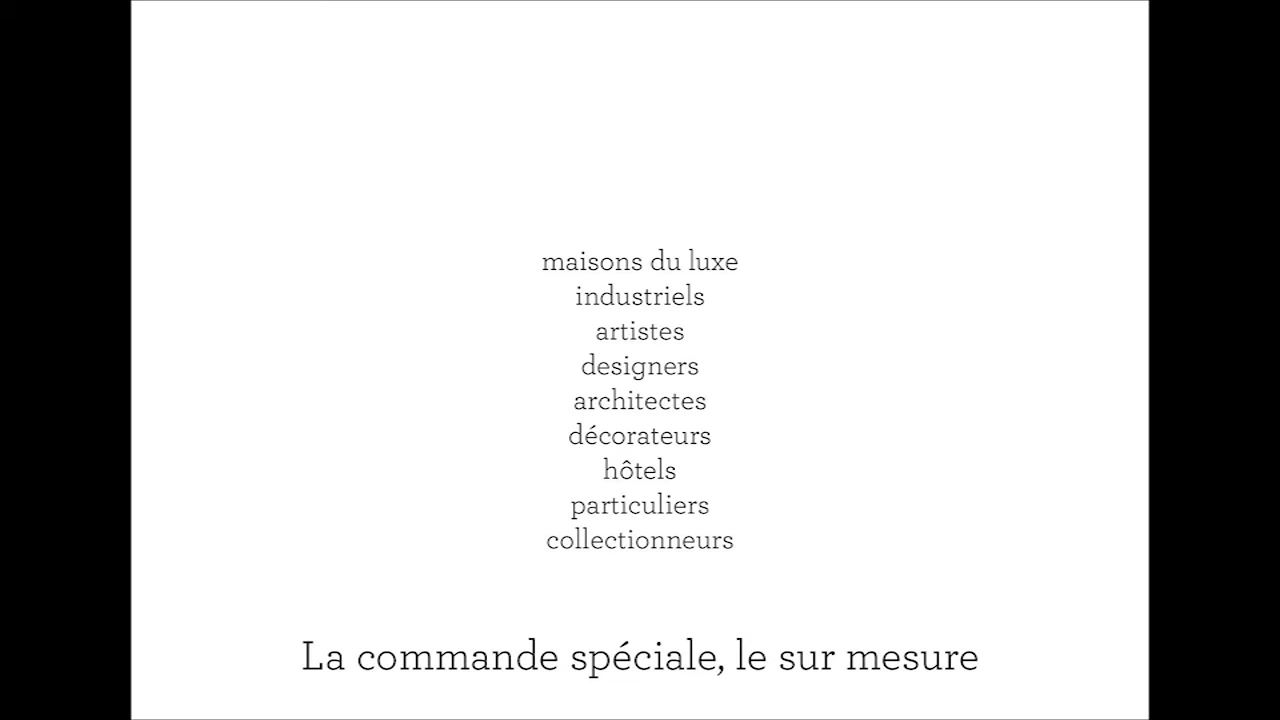 maisons du luxe
industriels
artistes
designers
architectes
décorateurs
hôtels
particuliers
collectionneurs
La commande spéciale, le sur mesure